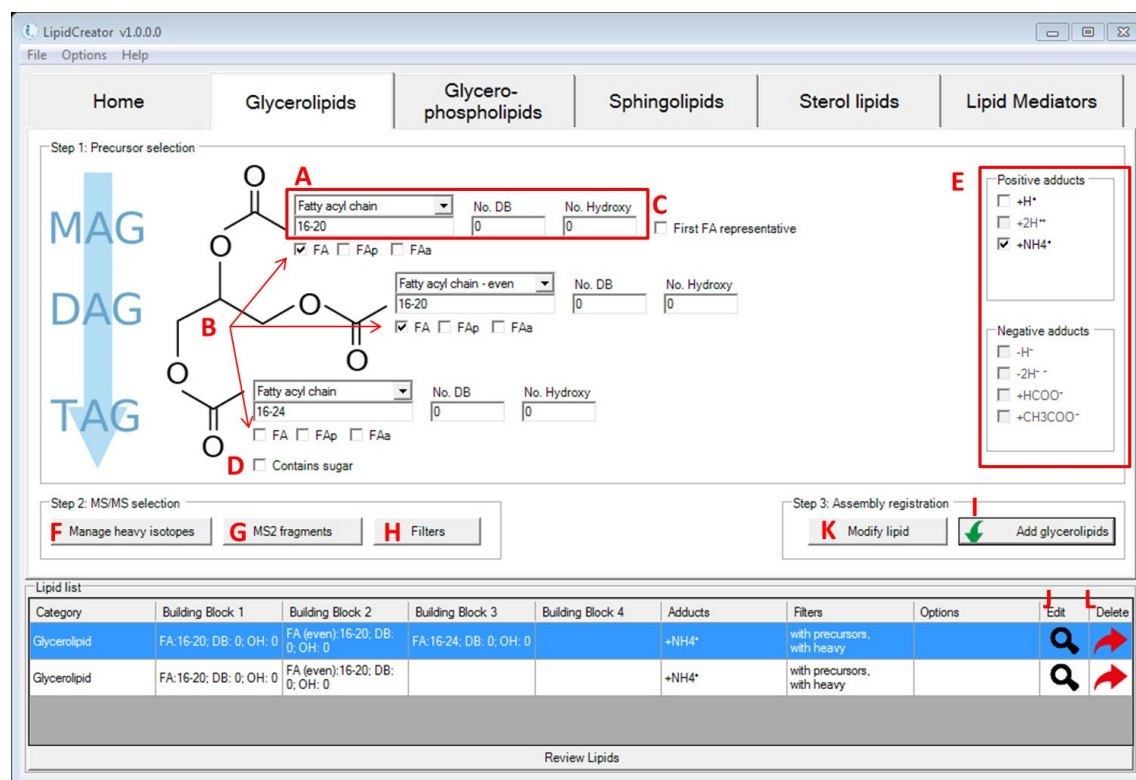 LipidCreator v1.0.0.0
File Options Help
Home
Glycerolipids
Glycero-
phospholipids
Sphingolipids
Sterol lipids
Lipid Mediators
Step 1: Precursor selection
MAG
DAG
TAG
O
O
O
O
O
O
A
Fatty acyl chain
No. DB
No. Hydroxy
16-20
0
0
C
First FA representative
FA FAp FAa
B
Fatty acyl chain - even
No. DB
No. Hydroxy
16-20
0
0
FA FAp FAa
Fatty acyl chain
No. DB
No. Hydroxy
16-24
0
0
FA FAp FAa
D
Contains sugar
E
Positive adducts
+H⁺
+2H⁺⁺
+NH4⁺
Negative adducts
-H⁻
-2H⁻ ⁻
+HCOO⁻
+CH3COO⁻
Step 2: MS/MS selection
F Manage heavy isotopes
G MS2 fragments
H Filters
Step 3: Assembly registration
K Modify lipid
I
Add glycerolipids
Lipid list
J L
Category Building Block 1 Building Block 2 Building Block 3 Building Block 4 Adducts Filters Options Edit Delete
Glycerolipid
FA:16-20; DB: 0; OH: 0
FA (even):16-20; DB:
0; OH: 0
FA:16-24; DB: 0; OH: 0
+NH4⁺
with precursors,
with heavy
Glycerolipid
FA:16-20; DB: 0; OH: 0
FA (even):16-20; DB:
0; OH: 0
+NH4⁺
with precursors,
with heavy
Review Lipids